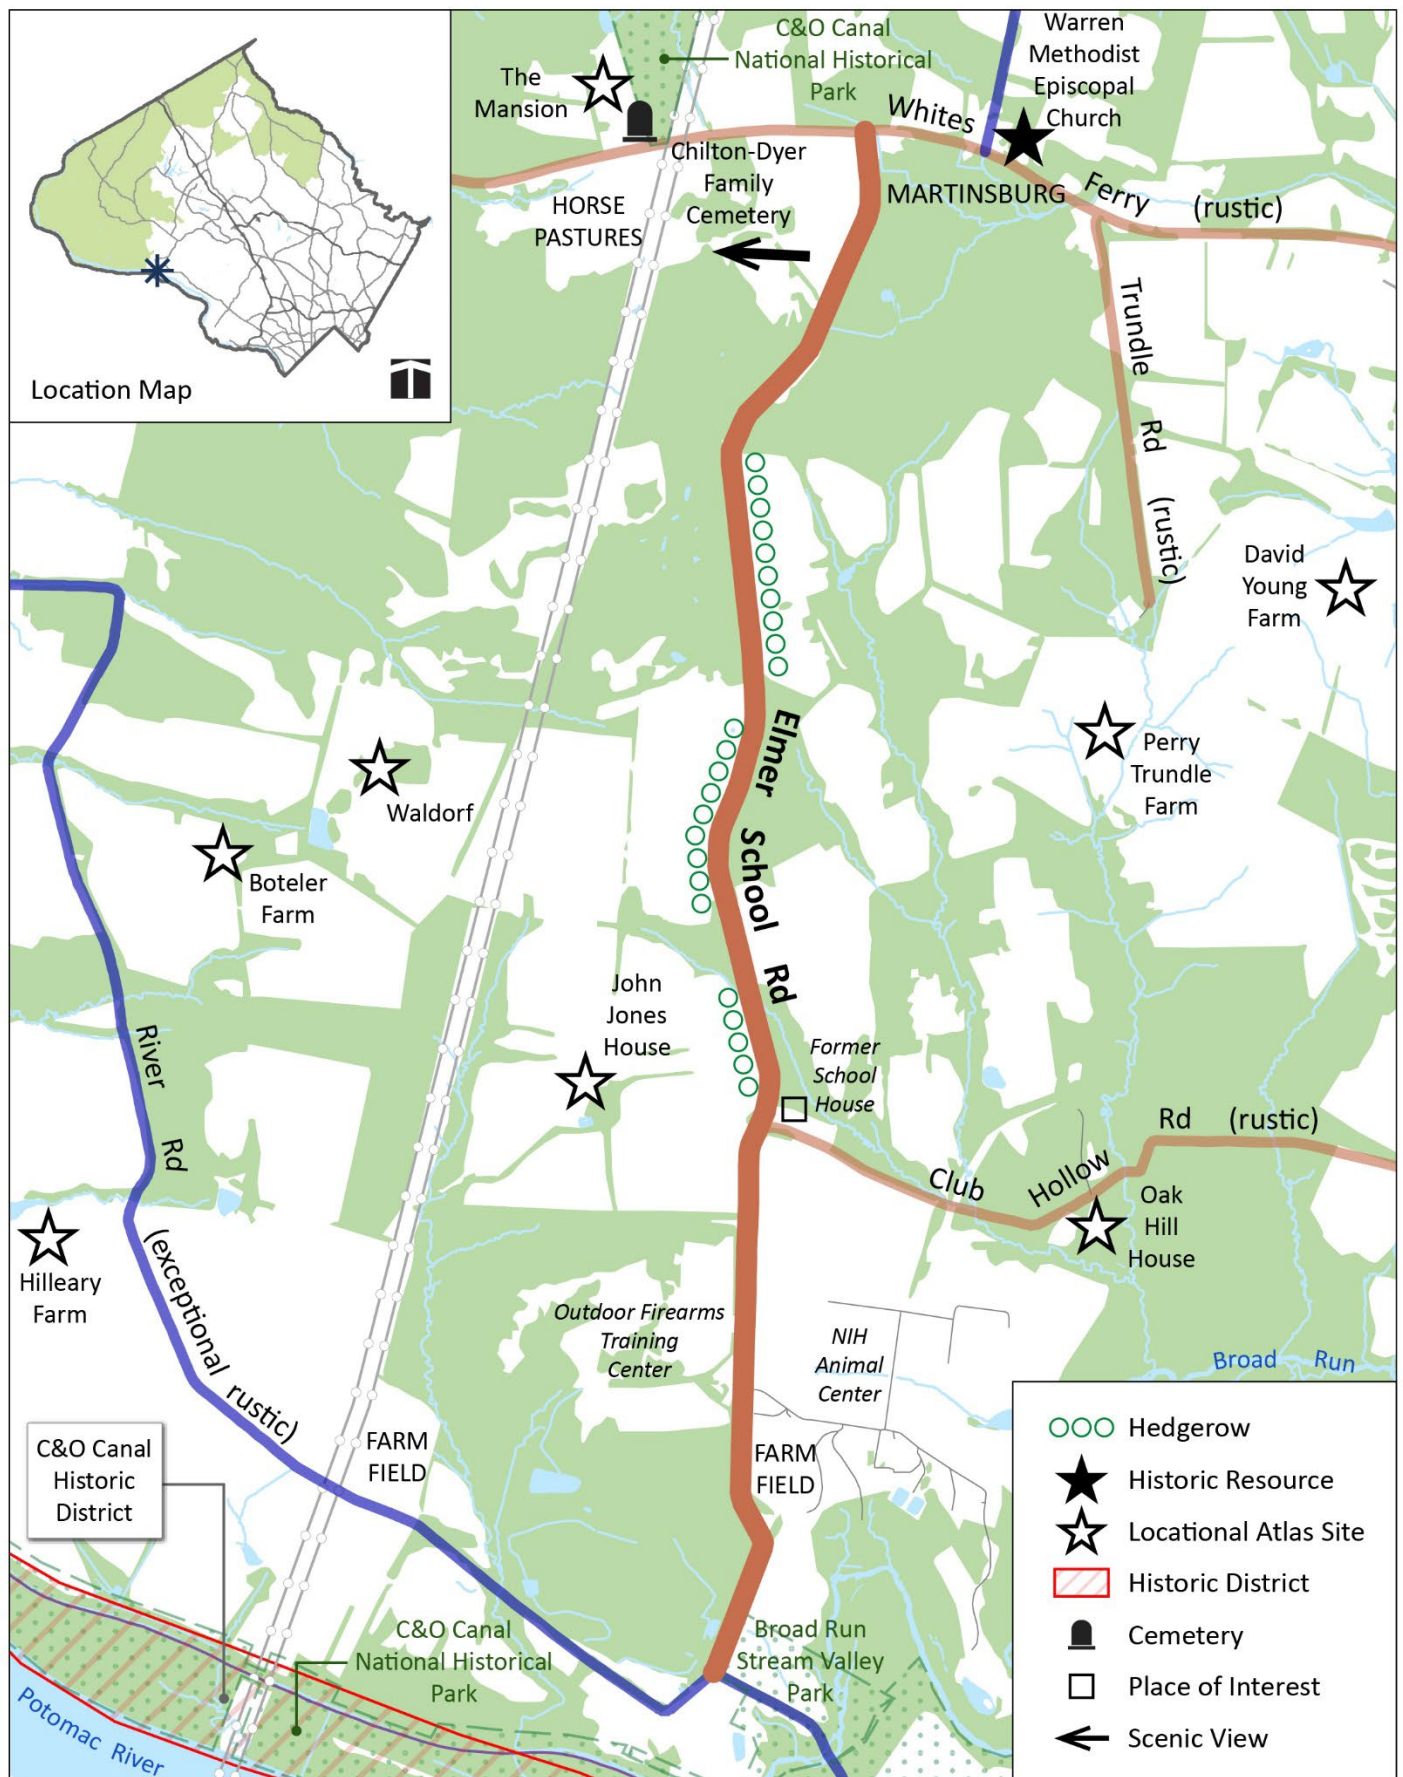 Location Map
The
Mansion
C&O Canal
National Historical
Park
Warren
Methodist
Episcopal
Church
Whites
Ferry
(rustic)
Chilton-Dyer
Family
Cemetery
HORSE
PASTURES
MARTINSBURG
Trundle
Rd
(rustic)
David
Young
Farm
Perry
Trundle
Farm
Elmer
School
Rd
Waldorf
Boteler
Farm
John
Jones
House
Former
School
House
River
Rd
(exceptional rustic)
Club
Hollow
Rd
(rustic)
Oak
Hill
House
Hilleary
Farm
Outdoor Firearms
Training
Center
NIH
Animal
Center
Broad Run
FARM
FIELD
FARM
FIELD
C&O Canal
Historic
District
C&O Canal
National Historical
Park
Broad Run
Stream Valley
Park
Potomac River
Hedgerow
Historic Resource
Locational Atlas Site
Historic District
Cemetery
Place of Interest
Scenic View